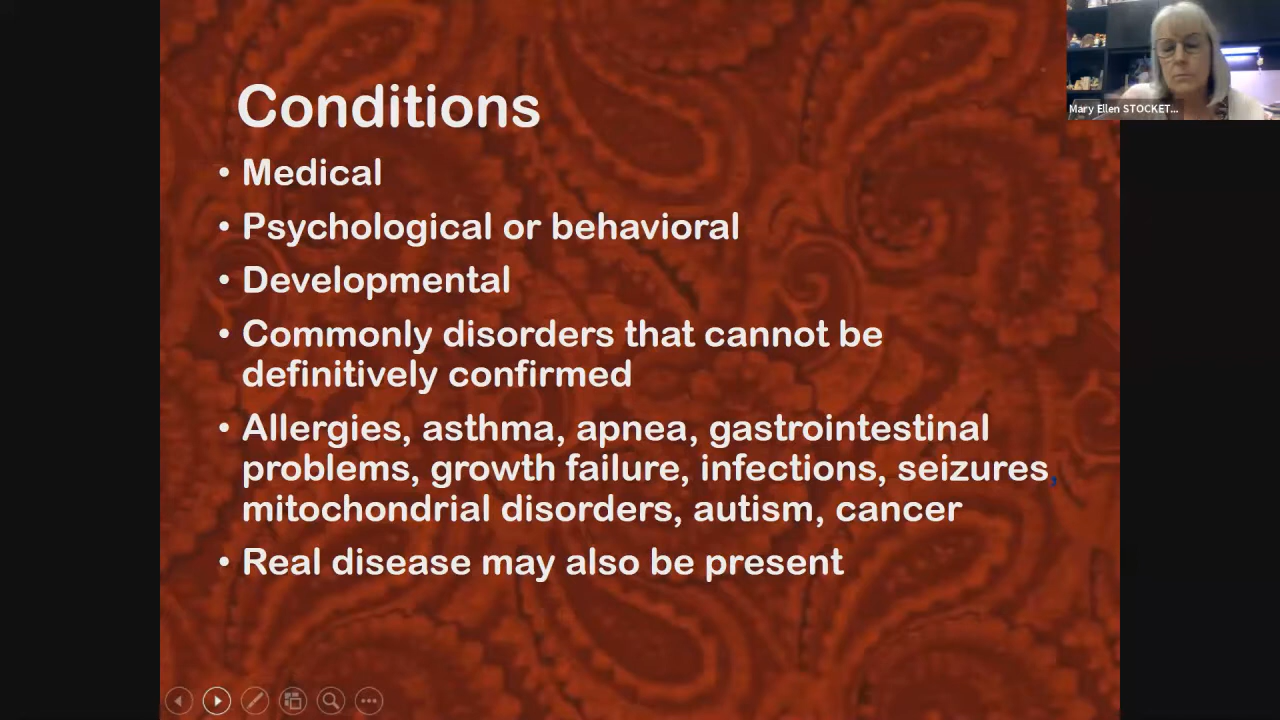 Conditions
• Medical
• Psychological or behavioral
• Developmental
• Commonly disorders that cannot be
definitively confirmed
• Allergies, asthma, apnea, gastrointestinal
problems, growth failure, infections, seizures,
mitochondrial disorders, autism, cancer
• Real disease may also be present
Mary Ellen STOCKET...